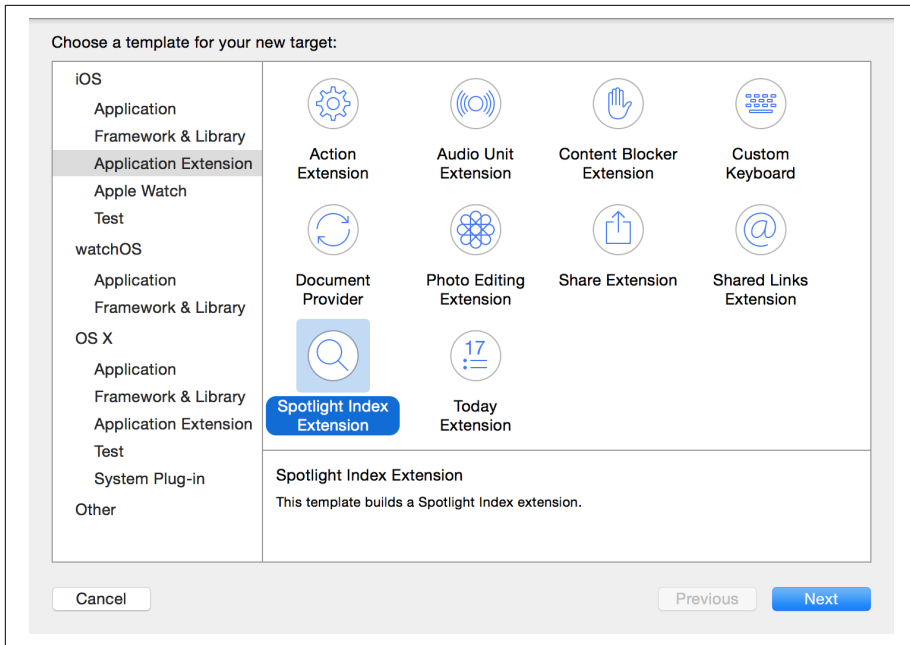 Choose a template for your new target:
iOS
Application
Framework & Library
Application Extension
Apple Watch
Test
watchOS
Application
Framework & Library
OS X
Application
Framework & Library
Application Extension
Test
System Plug-in
Other
Action
Extension
Audio Unit
Extension
Content Blocker
Extension
Custom
Keyboard
Document
Provider
Photo Editing
Extension
Share Extension
@
Shared Links
Extension
Spotlight Index
Extension
17
Today
Extension
Spotlight Index Extension
This template builds a Spotlight Index extension.
Cancel
Previous
Next